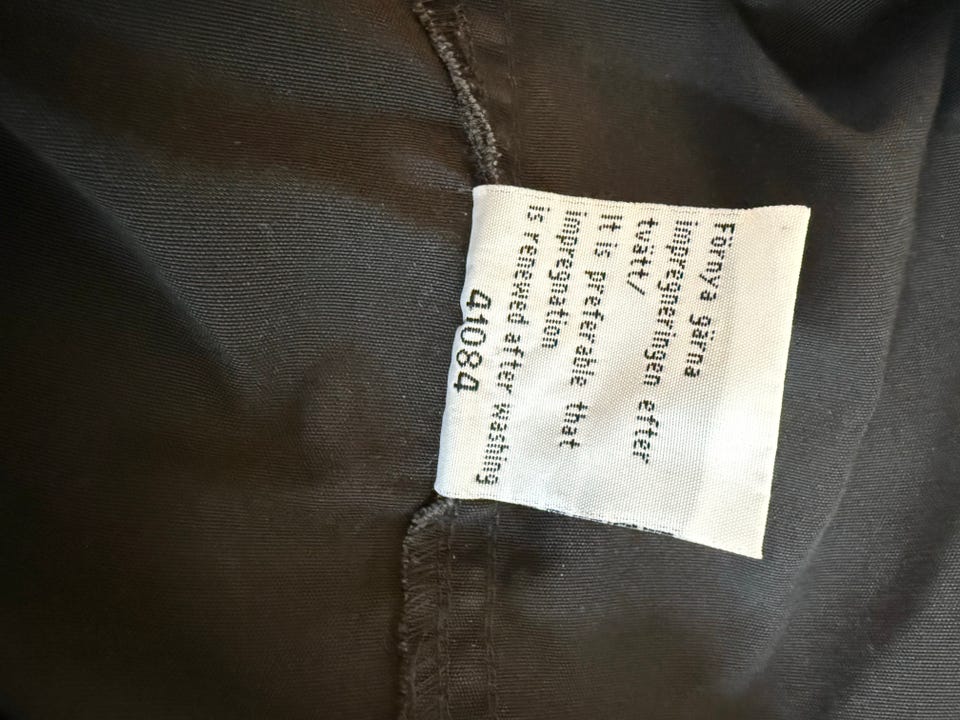 Förnya gärna
impregneringen efter
tvätt/
It is preferable that
impregnation
is renewed after washing
41084